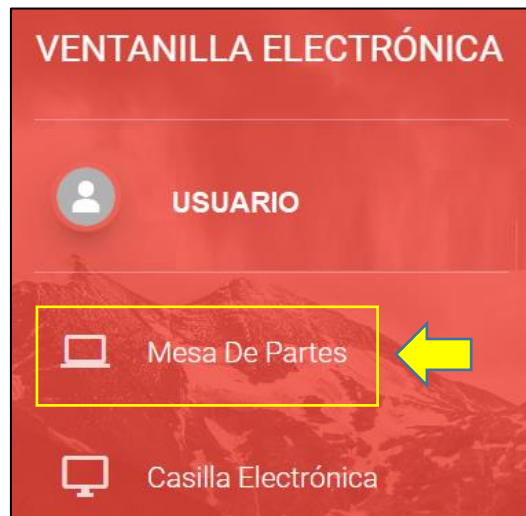 VENTANILLA ELECTRÓNICA
USUARIO
Mesa De Partes
Casilla Electrónica